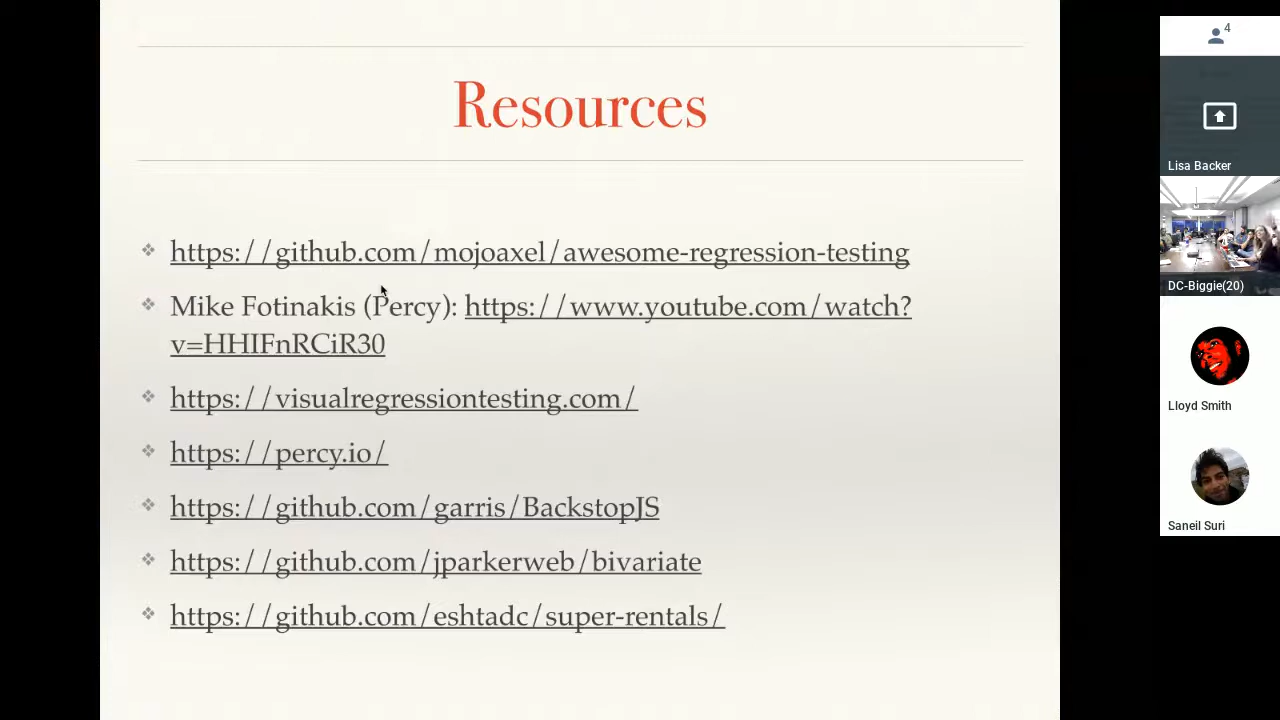 Resources
https://github.com/mojoaxel/awesome-regression-testing
Mike Fotinakis (Percy): https://www.youtube.com/watch?
v=HHIFnRCiR30
https://visualregressiontesting.com/
https://percy.io/
https://github.com/garris/BackstopJS
https://github.com/jparkerweb/bivariate
https://github.com/eshtadc/super-rentals/
4
Lisa Backer
DC-Biggie(20)
Lloyd Smith
Saneil Suri